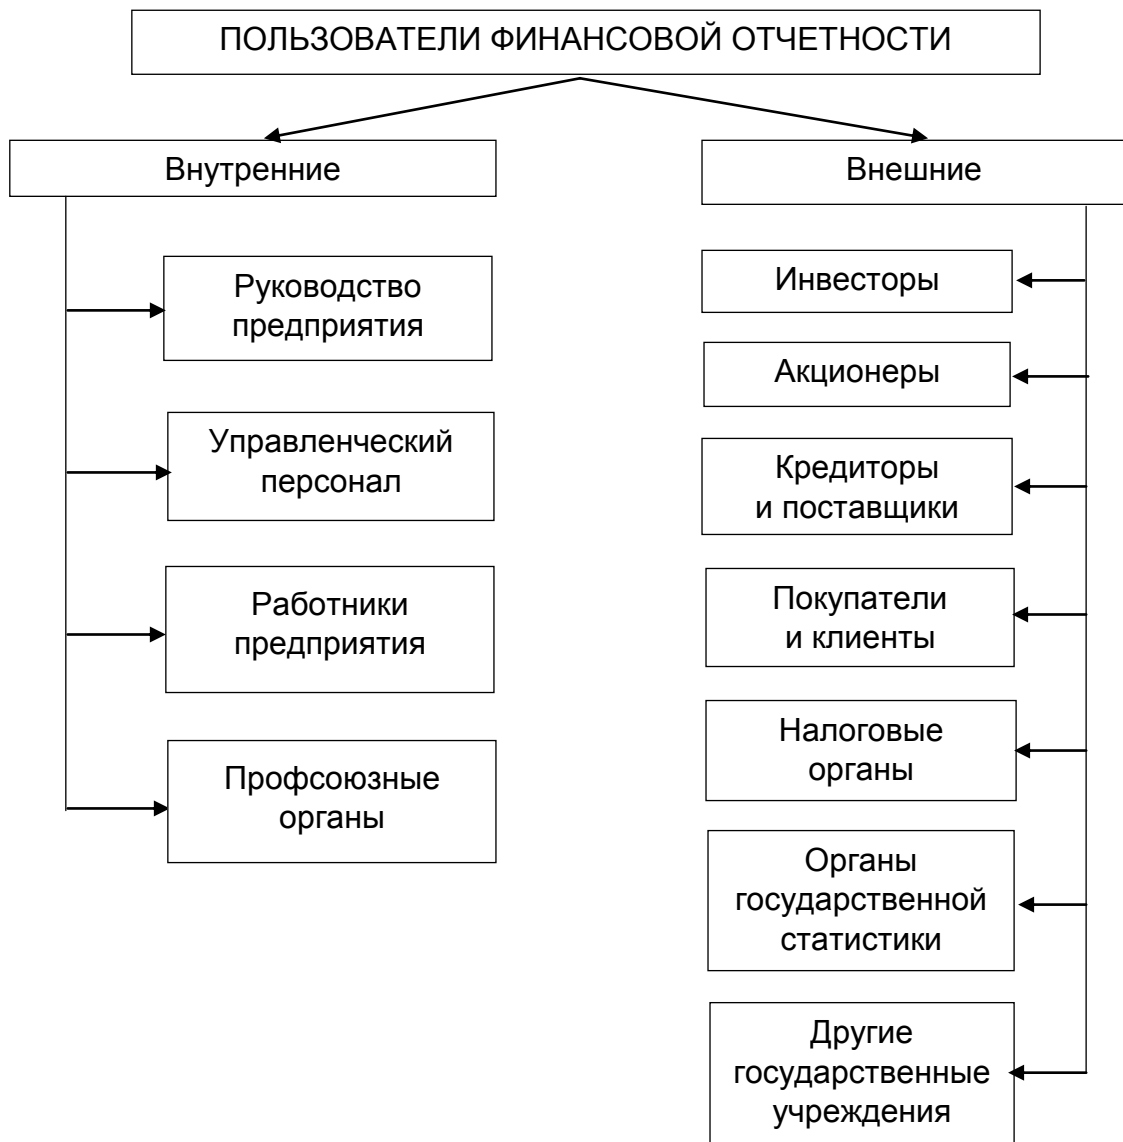 ПОЛЬЗОВАТЕЛИ ФИНАНСОВОЙ ОТЧЕТНОСТИ
Внутренние
Руководство
предприятия
Управленческий
персонал
Работники
предприятия
Профсоюзные
органы
Внешние
Инвесторы
Акционеры
Кредиторы
и поставщики
Покупатели
и клиенты
Налоговые
органы
Органы
государственной
статистики
Другие
государственные
учреждения